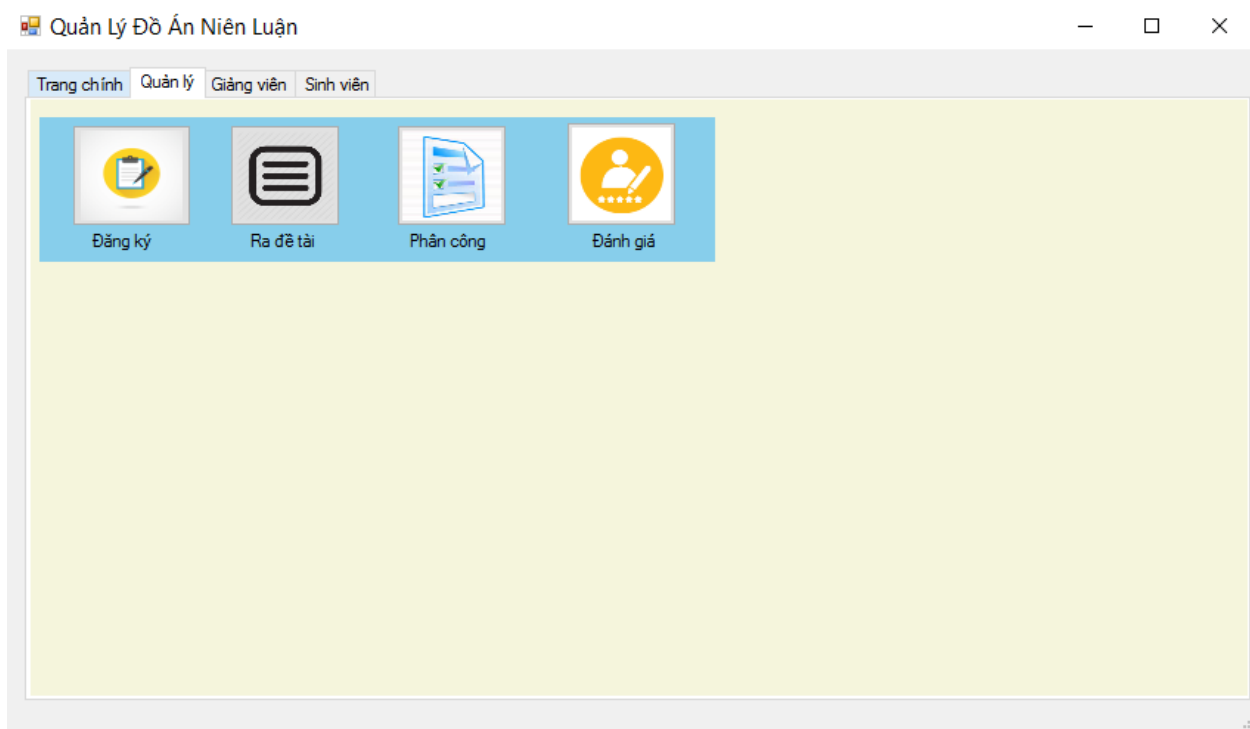 Quản Lý Đồ Án Niên Luận
Trang chính Quản lý Giảng viên Sinh viên
Đăng ký Ra đề tài Phân công Đánh giá